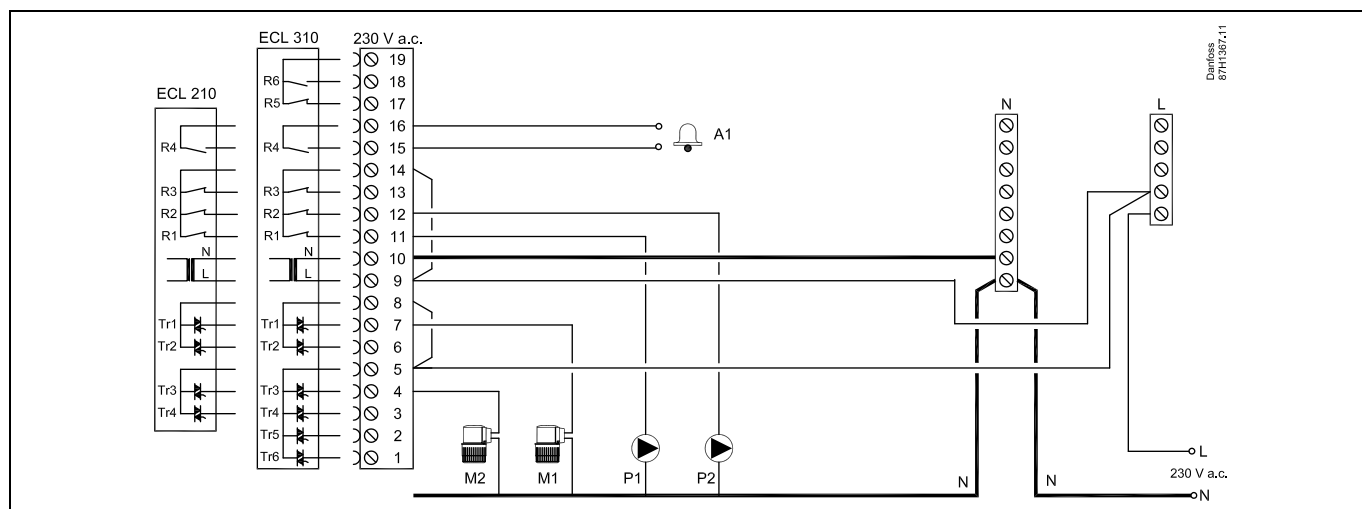 ECL 310
230 V a.c.
Danfoss
87H1367.11
ECL 210
19
R6
18
R5
17
N
L
16
R4
R4
15
A1
14
R3
R3
13
R2
R2
12
R1
R1
11
N
N
10
L
L
9
8
Tr1
Tr1
7
Tr2
Tr2
6
5
Tr3
Tr3
4
Tr4
Tr4
3
Tr5
2
Tr6
1
M2
M1
P1
P2
L
230 V a.c.
N
N
N